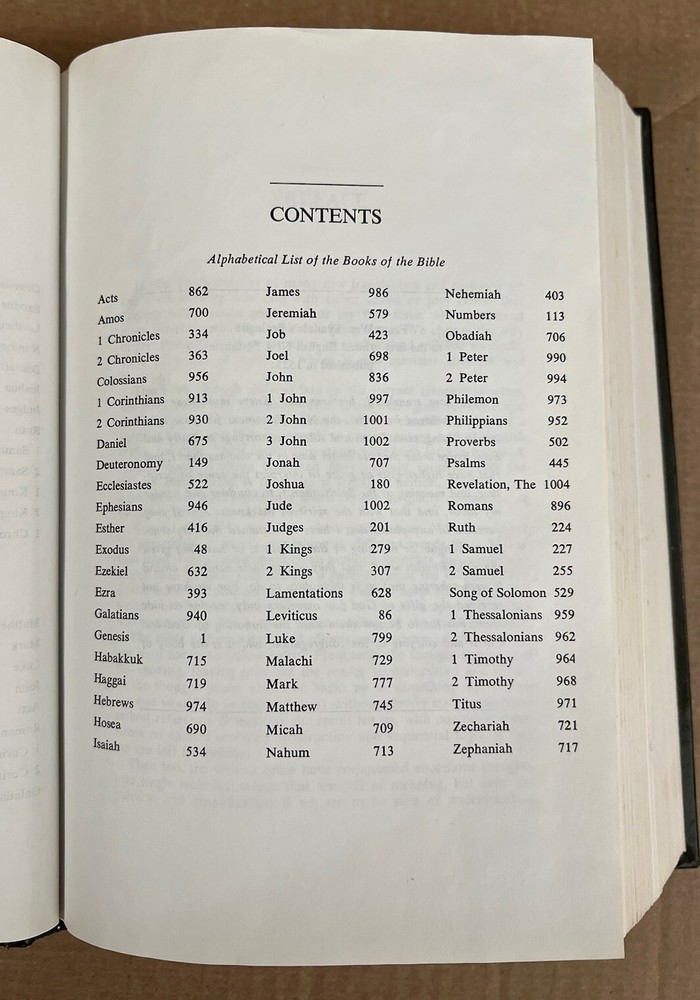 CONTENTS
Alphabetical List of the Books of the Bible
Acts 862
Amos 700
1 Chronicles 334
2 Chronicles 363
Colossians 956
1 Corinthians 913
2 Corinthians 930
Daniel 675
Deuteronomy 149
Ecclesiastes 522
Ephesians 946
Esther 416
Exodus 48
Ezekiel 632
Ezra 393
Galatians 940
Genesis 1
Habakkuk 715
Haggai 719
Hebrews 974
Hosea 690
Isaiah 534
James 986
Jeremiah 579
Job 423
Joel 698
John 836
1 John 997
2 John 1001
3 John 1002
Jonah 707
Joshua 180
Jude 1002
Judges 201
1 Kings 279
2 Kings 307
Lamentations 628
Leviticus 86
Luke 799
Malachi 729
Mark 777
Matthew 745
Micah 709
Nahum 713
Nehemiah 403
Numbers 113
Obadiah 706
1 Peter 990
2 Peter 994
Philemon 973
Philippians 952
Proverbs 502
Psalms 445
Revelation, The 1004
Romans 896
Ruth 224
1 Samuel 227
2 Samuel 255
Song of Solomon 529
1 Thessalonians 959
2 Thessalonians 962
1 Timothy 964
2 Timothy 968
Titus 971
Zechariah 721
Zephaniah 717